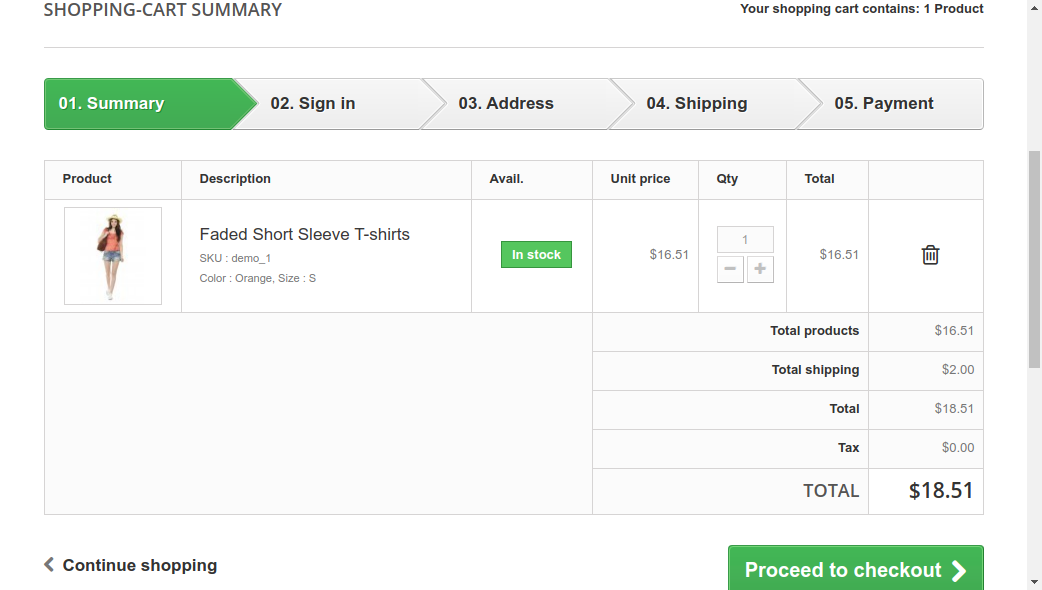 SHOPPING-CART SUMMARY
Your shopping cart contains: 1 Product
01. Summary
02. Sign in
03. Address
04. Shipping
05. Payment
Product
Description
Avail.
Unit price
Qty
Total
Faded Short Sleeve T-shirts
SKU : demo_1
Color : Orange, Size : S
In stock
$16.51
1
$16.51
Total products
$16.51
Total shipping
$2.00
Total
$18.51
Tax
$0.00
TOTAL
$18.51
Continue shopping
Proceed to checkout